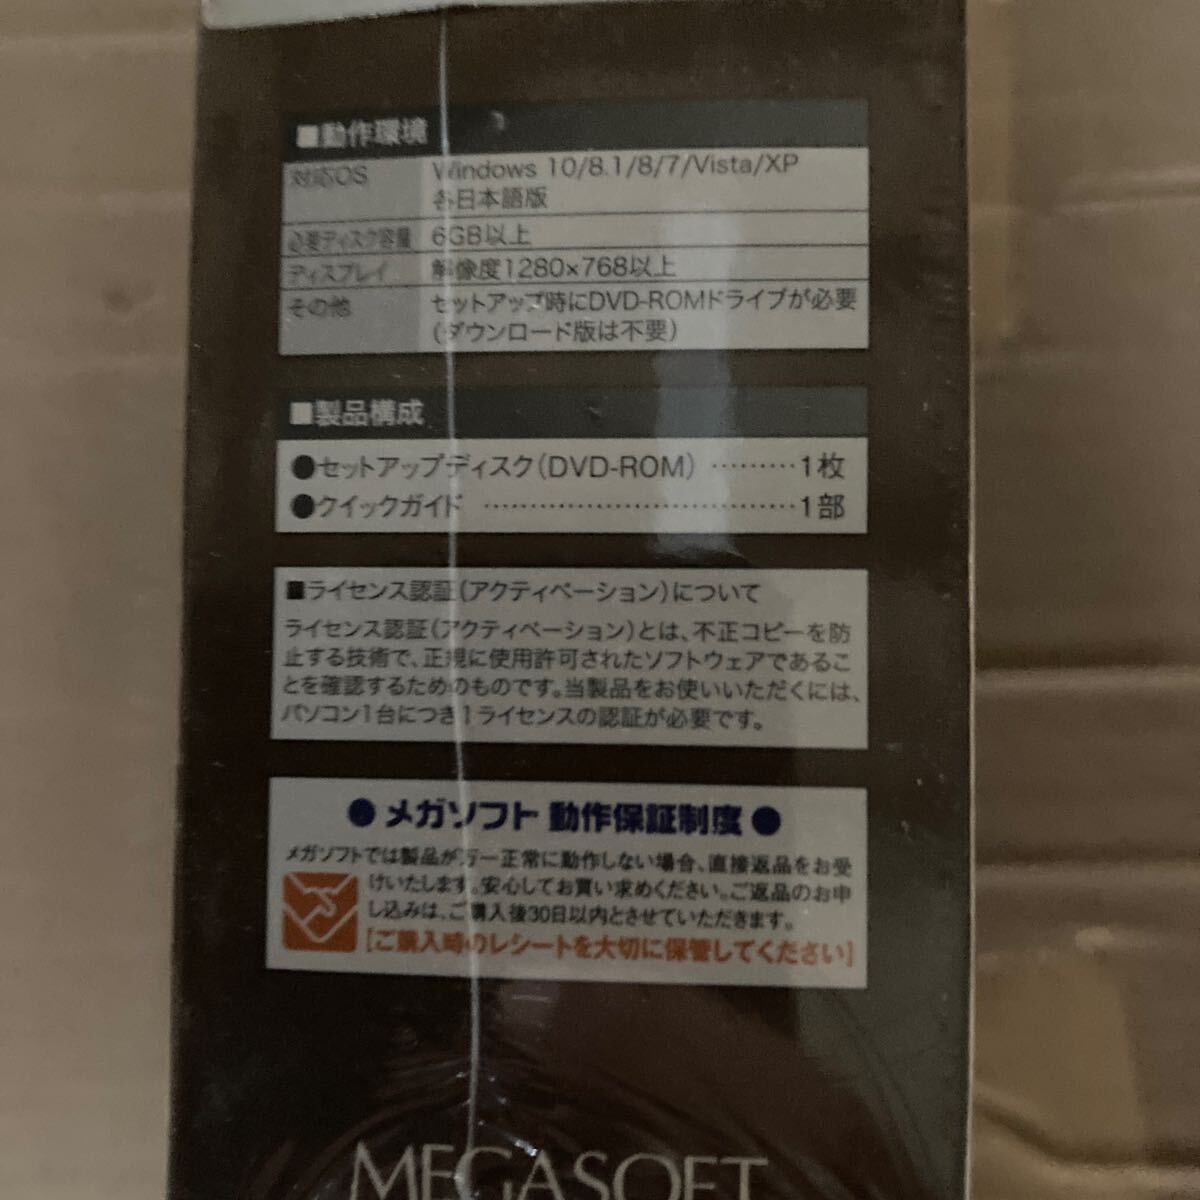 ■動作環境
対応OS Windows 10/8.1/8/7/Vista/XP
各日本語版
必要ディスク容量 6GB以上
ディスプレイ 解像度1280×768以上
その他 セットアップ時にDVD-ROMドライブが必要
(ダウンロード版は不要)
■製品構成
●セットアップディスク(DVD-ROM) ………1枚
●クイックガイド ……………………………1部
■ライセンス認証(アクティベーション)について
ライセンス認証(アクティベーション)とは、不正コピーを防
止する技術で、正規に使用許可されたソフトウェアであるこ
とを確認するためのものです。当製品をお使いいただくには、
パソコン1台につき1ライセンスの認証が必要です。
● メガソフト 動作保証制度 ●
メガソフトでは製品が万一正常に動作しない場合、直接返品をお受
けいたします。安心してお買い求めください。ご返品のお申
し込みは、ご購入後30日以内とさせていただきます。
[ご購入時のレシートを大切に保管してください]
MEGASOFT